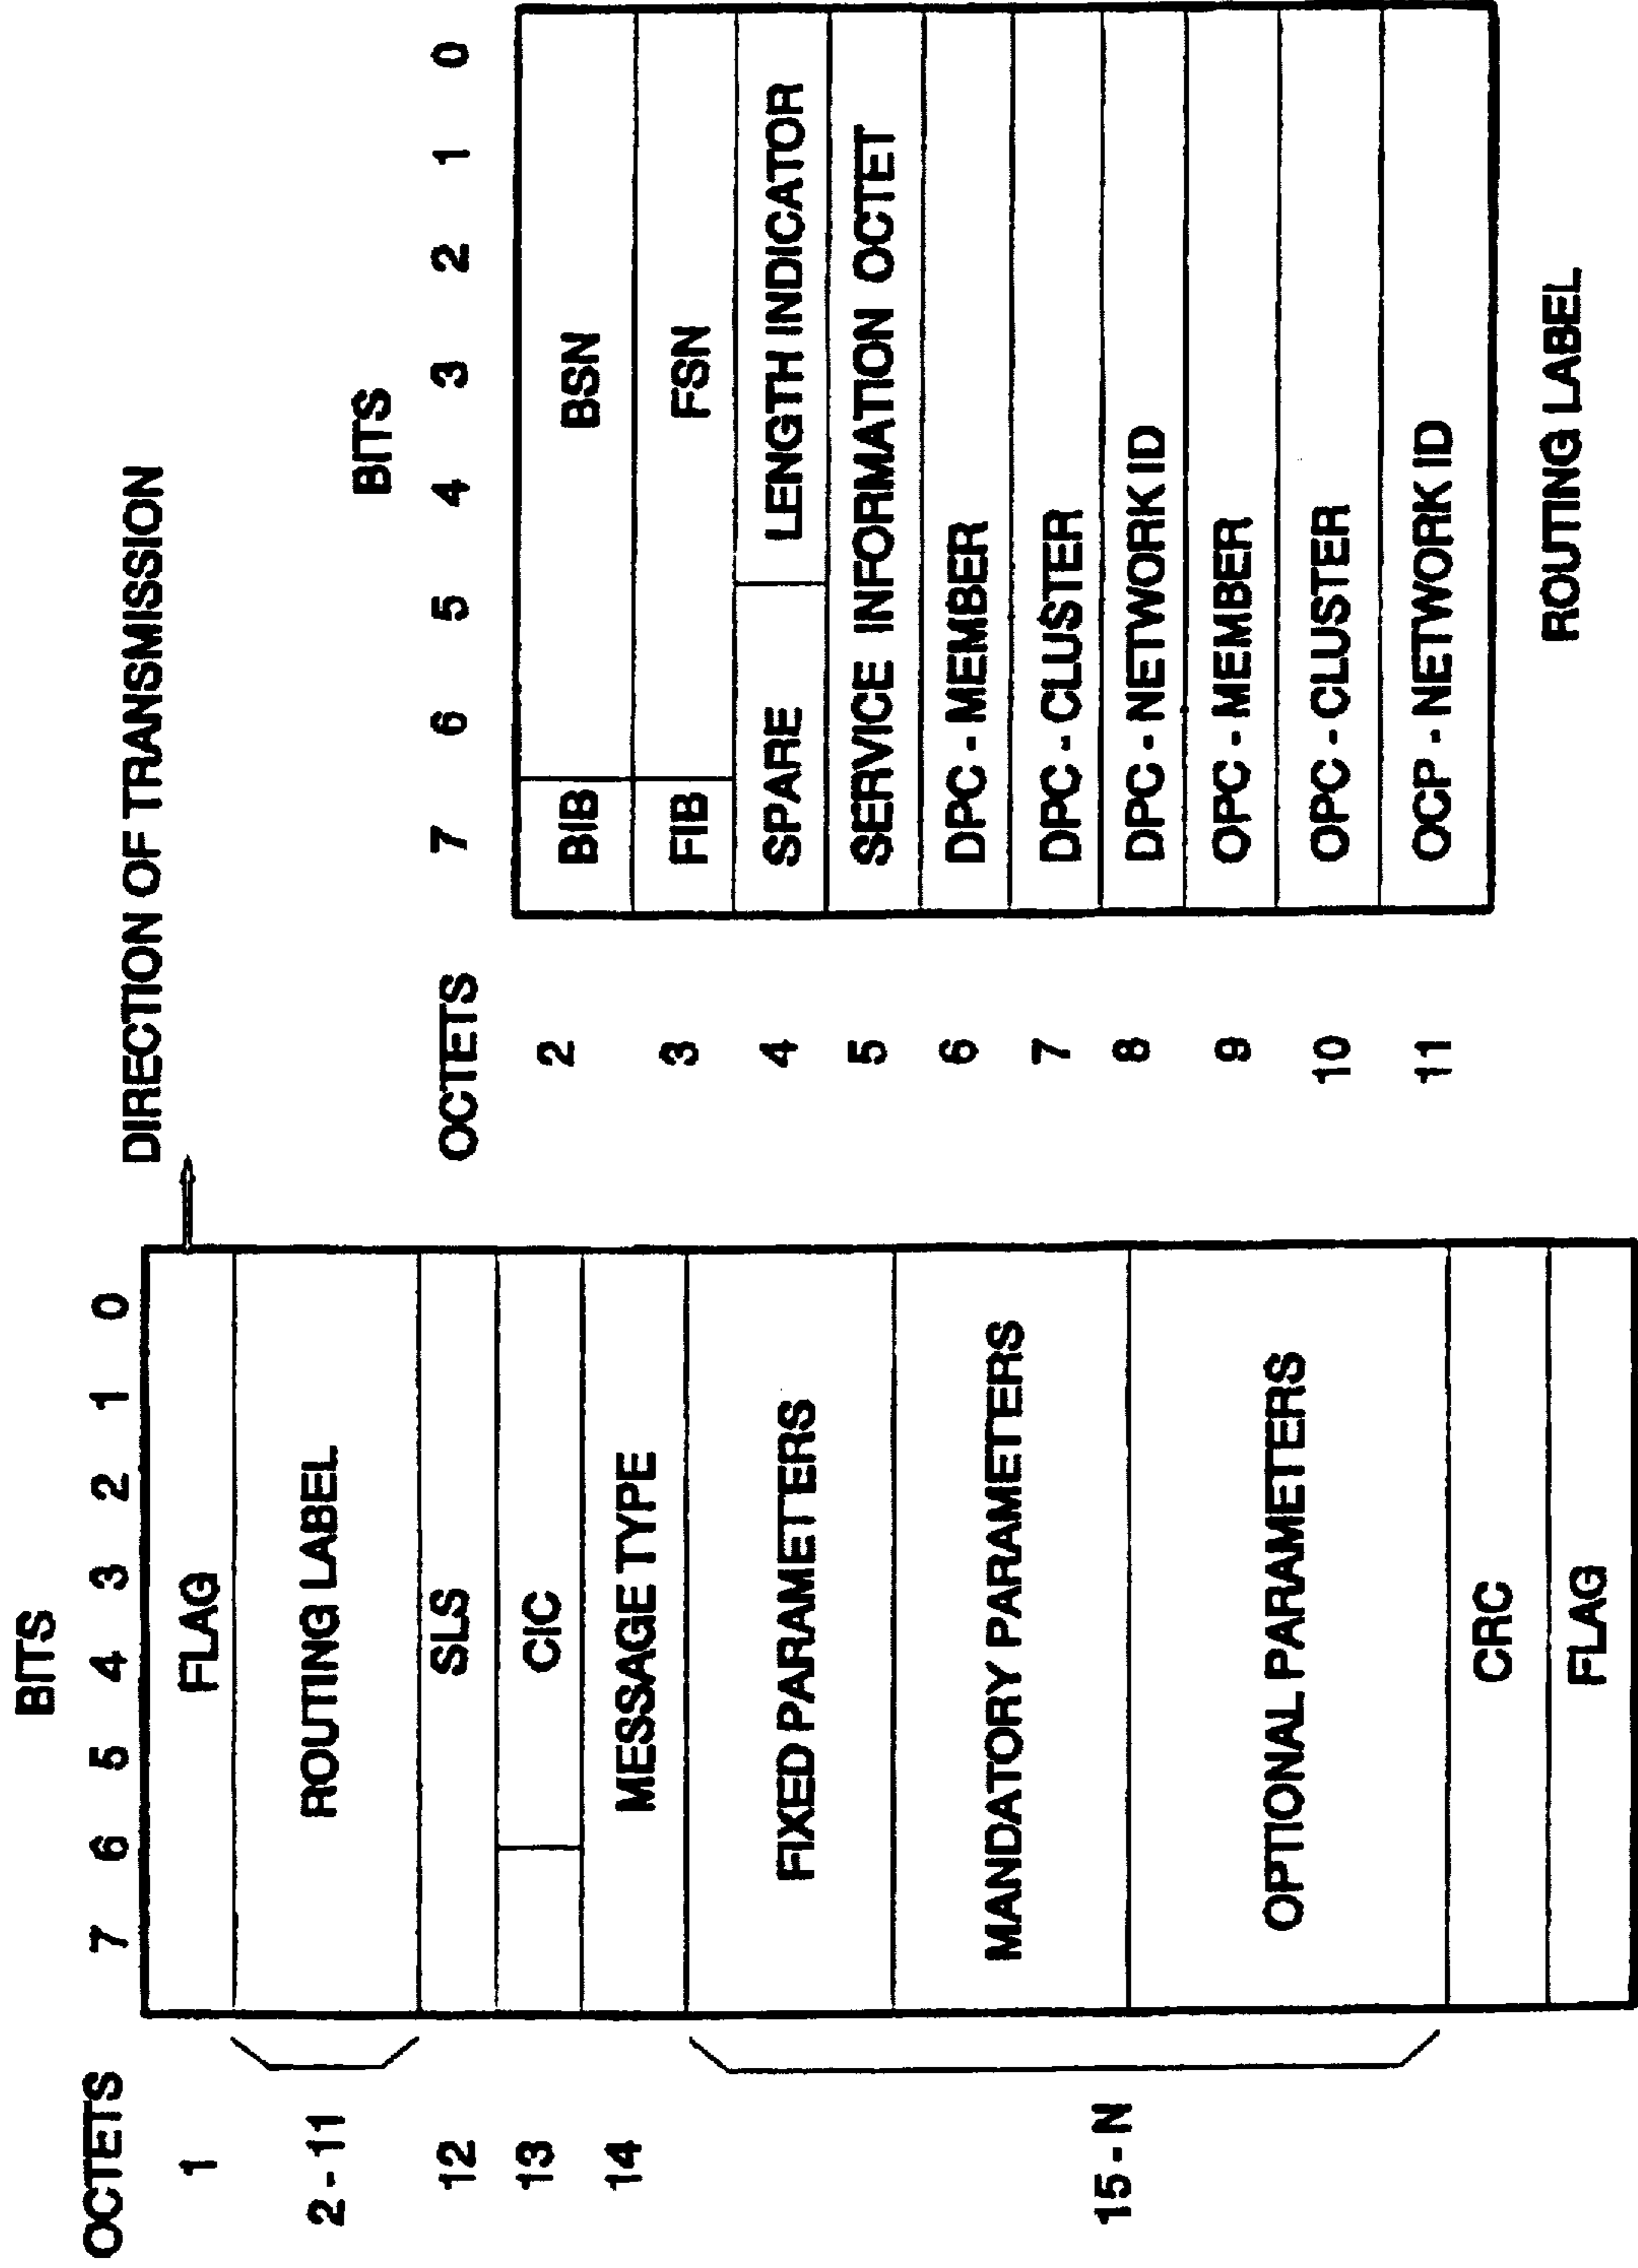 DIRECTION OF TRANSMISSION
BITS
OCTETS 7 6 5 4 3 2 1 0
1 FLAG
2 - 11 ROUTING LABEL
12 SLS
13 CIC
14 MESSAGE TYPE
15 - N
FIXED PARAMETERS
MANDATORY PARAMETERS
OPTIONAL PARAMETERS
CRC
FLAG
BITS
OCTETS 7 6 5 4 3 2 1 0
2 BIB BSN
3 FIB FSN
4 SPARE LENGTH INDICATOR
5 SERVICE INFORMATION OCTET
6 DPC - MEMBER
7 DPC - CLUSTER
8 DPC - NETWORK ID
9 OPC - MEMBER
10 OPC - CLUSTER
11 OCP - NETWORK ID
ROUTING LABEL